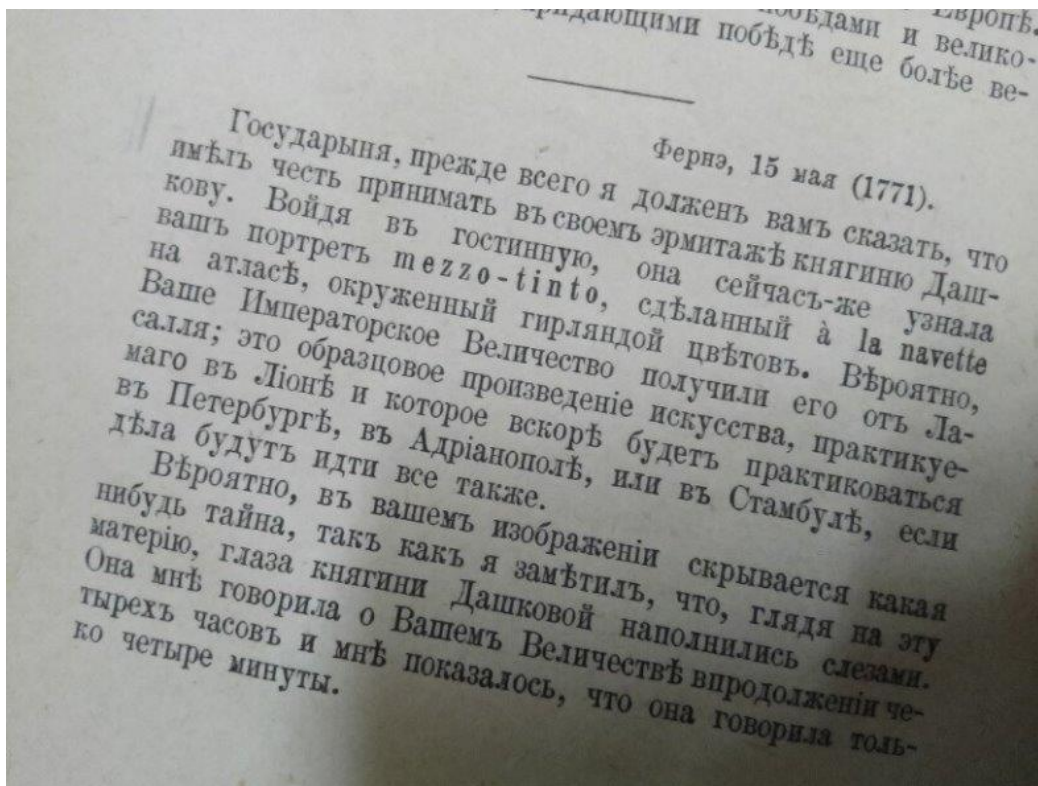 Европѣ.
побѣдами и велико-
придающими побѣдѣ еще болѣе ве-
Фернэ, 15 мая (1771).
Государыня, прежде всего я долженъ вамъ сказать, что
имѣлъ честь принимать въ своемъ эрмитажѣ княгиню Даш-
кову. Войдя въ гостинную, она сейчасъ-же узнала
вашъ портретъ mezzo-tinto, сдѣланный à la navette
на атласѣ, окруженный гирляндой цвѣтовъ. Вѣроятно,
Ваше Императорское Величество получили его отъ Ла-
салля; это образцовое произведеніе искусства, практикуе-
маго въ Ліонѣ и которое вскорѣ будетъ практиковаться
въ Петербургѣ, въ Адріанополѣ, или въ Стамбулѣ, если
дѣла будутъ идти все также.
Вѣроятно, въ вашемъ изображеніи скрывается какая
нибудь тайна, такъ какъ я замѣтилъ, что, глядя на эту
матерію, глаза княгини Дашковой наполнились слезами.
Она мнѣ говорила о Вашемъ Величествѣ впродолженіи че-
тырехъ часовъ и мнѣ показалось, что она говорила толь-
ко четыре минуты.